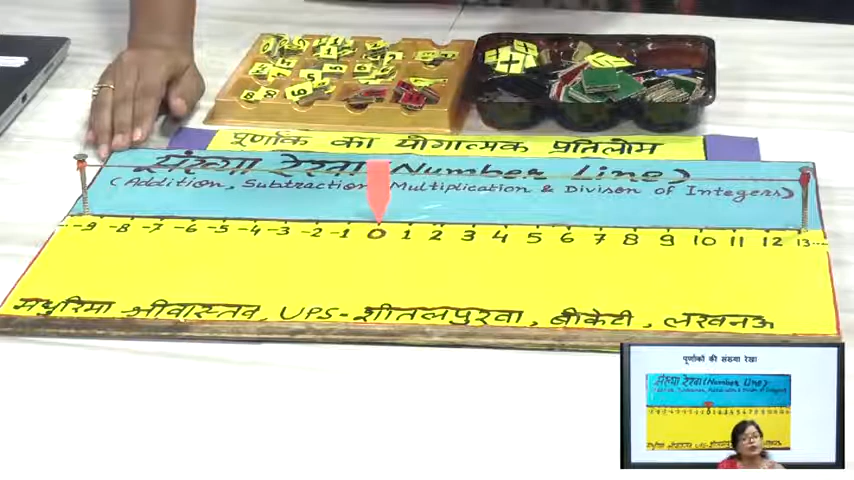 पूर्णांक का योगात्मक प्रतिलोम
संख्या रेखा (Number Line)
(Addition, Subtraction Multiplication & Divison of Integers)
-9 -8 -7 -6 -5 -4 -3 -2 -1 0 1 2 3 4 5 6 7 8 9 10 11 12 13
मधुरिमा श्रीवास्तव, UPS- शीतलपुरवा, बीकेटी, लखनऊ
पूर्णांकों की संख्या रेखा
संख्या रेखा (Number Line)